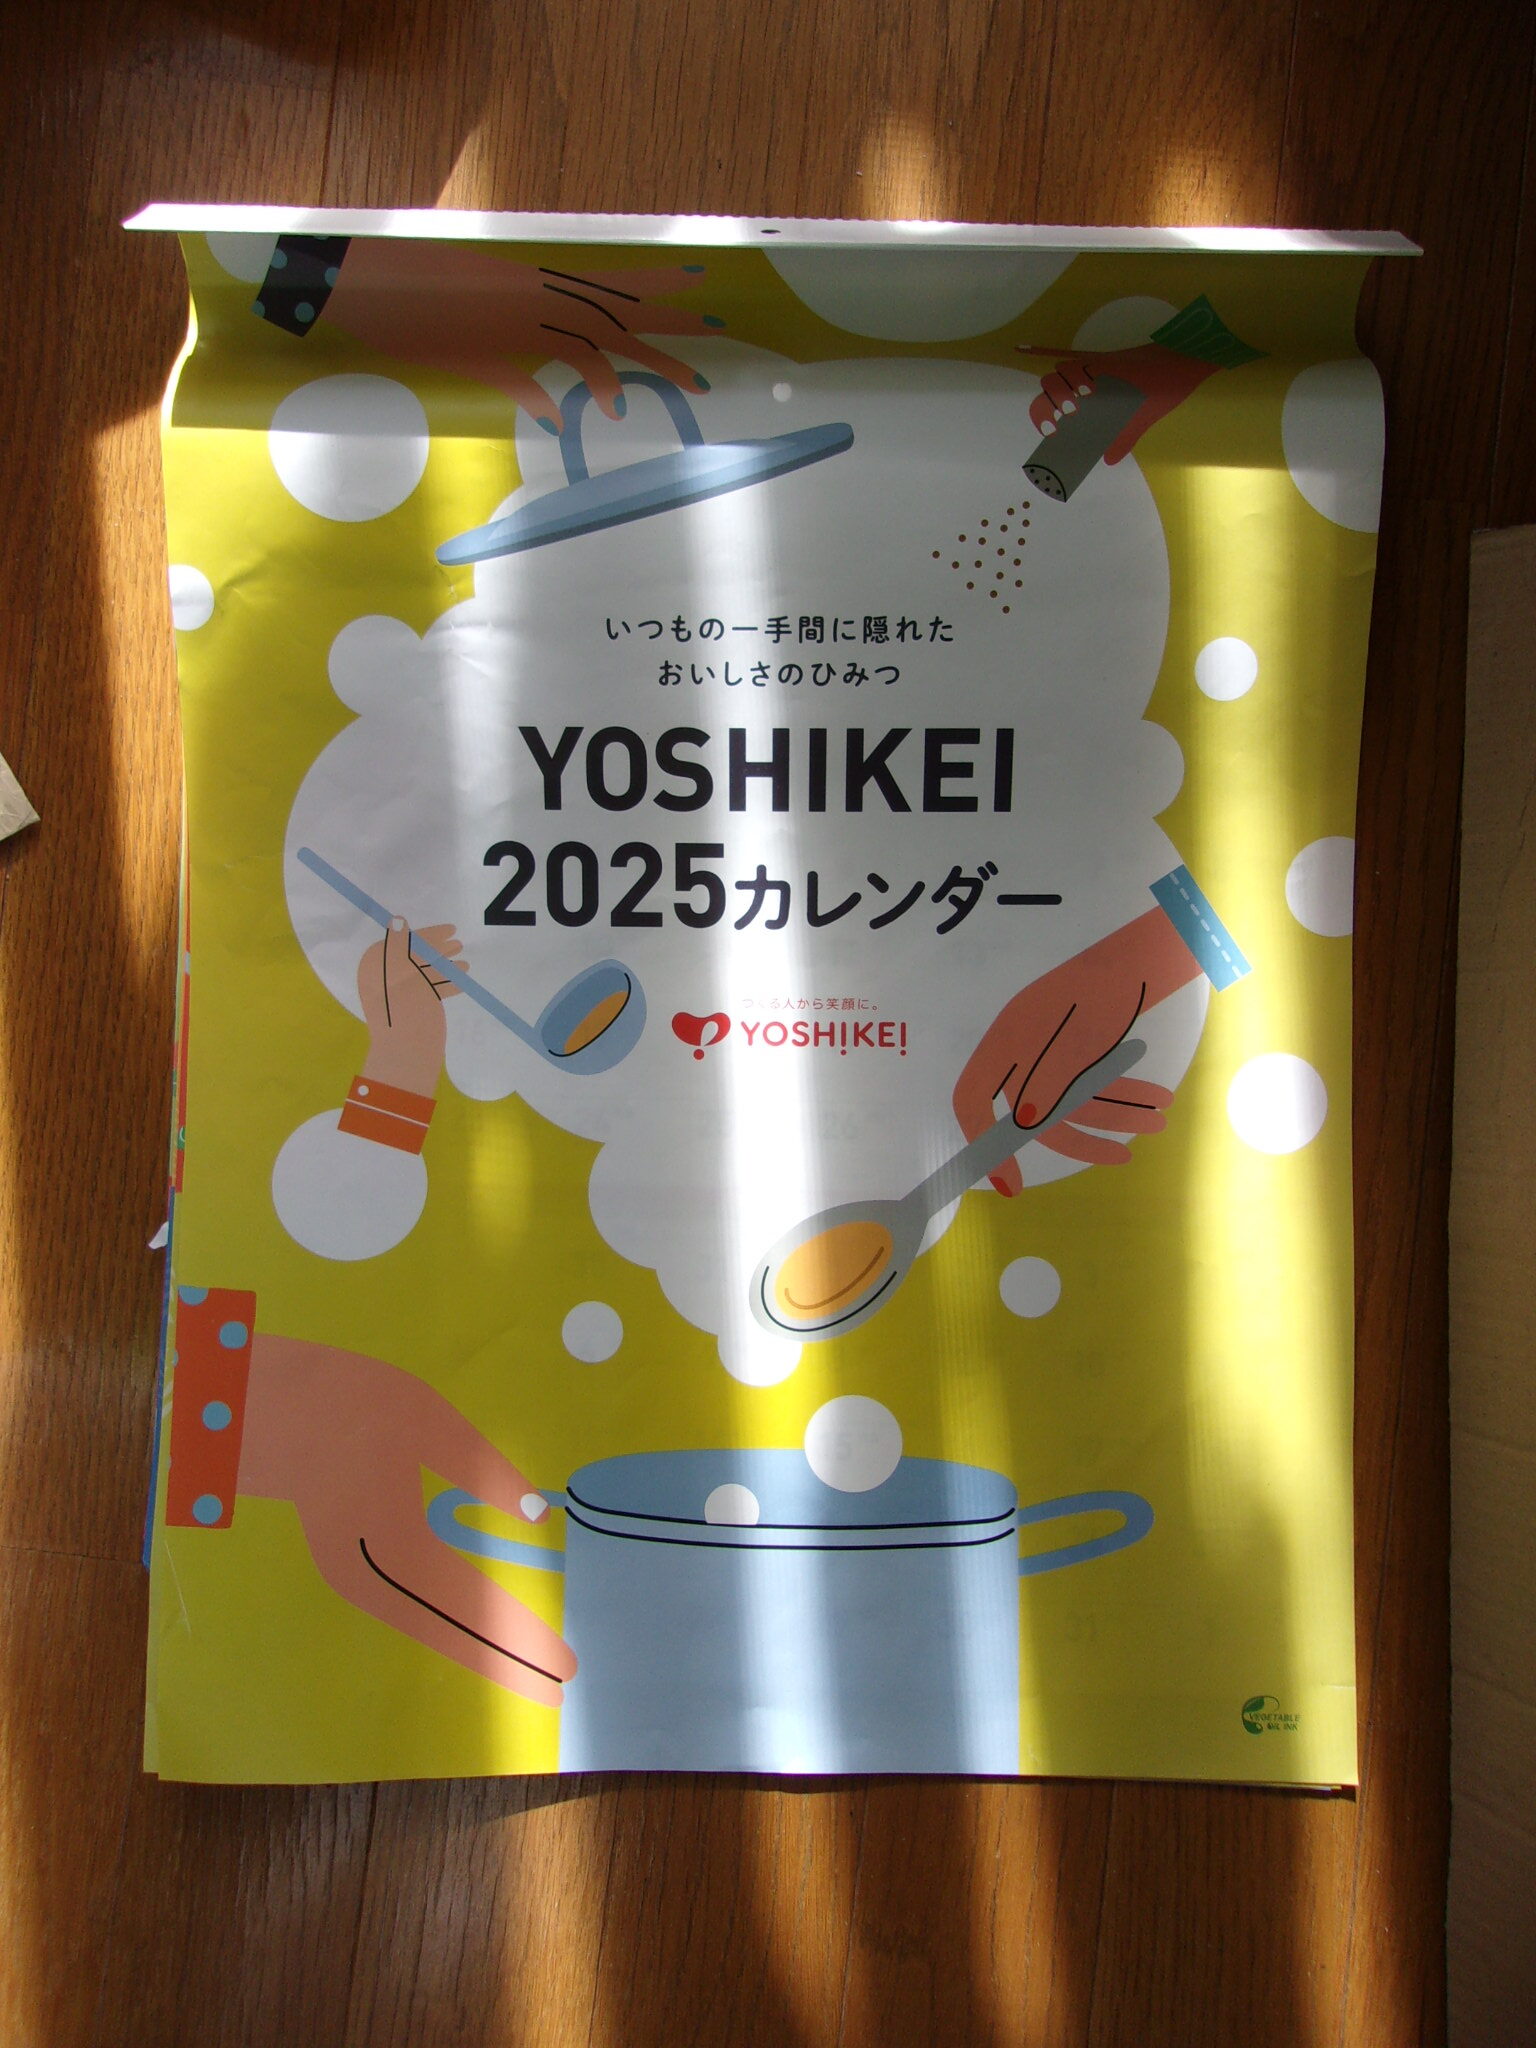 いつもの一手間に隠れた
おいしさのひみつ
YOSHIKEI
2025カレンダー
つくる人から笑顔に。
YOSHIKEI
VEGETABLE
OIL INK